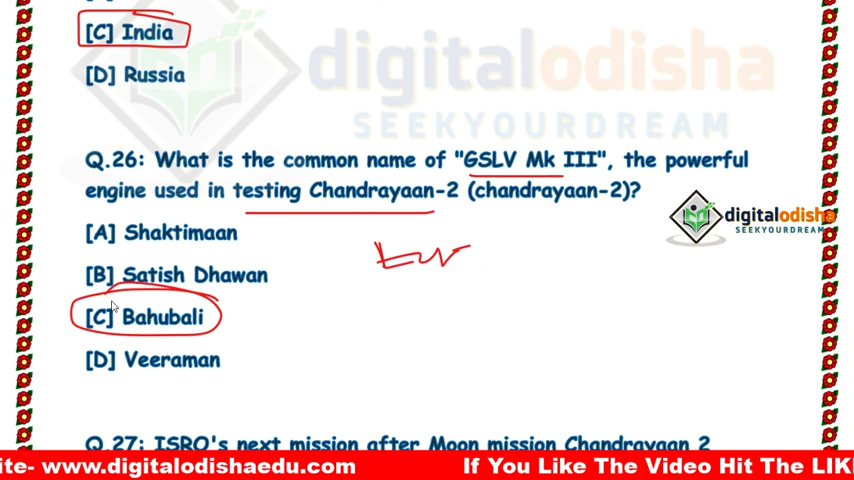 [C] India
[D] Russia
digitalodisha
SEEKYOURDREAM
Q.26: What is the common name of "GSLV Mk III", the powerful
engine used in testing Chandrayaan-2 (chandrayaan-2)?
digitalodisha
SEEKYOURDREAM
[A] Shaktimaan
[B] Satish Dhawan
[C] Bahubali
[D] Veeraman
Q.27: ISRO's next mission after Moon mission Chandrayaan 2
ite- www.digitalodishaedu.com If You Like The Video Hit The LIK